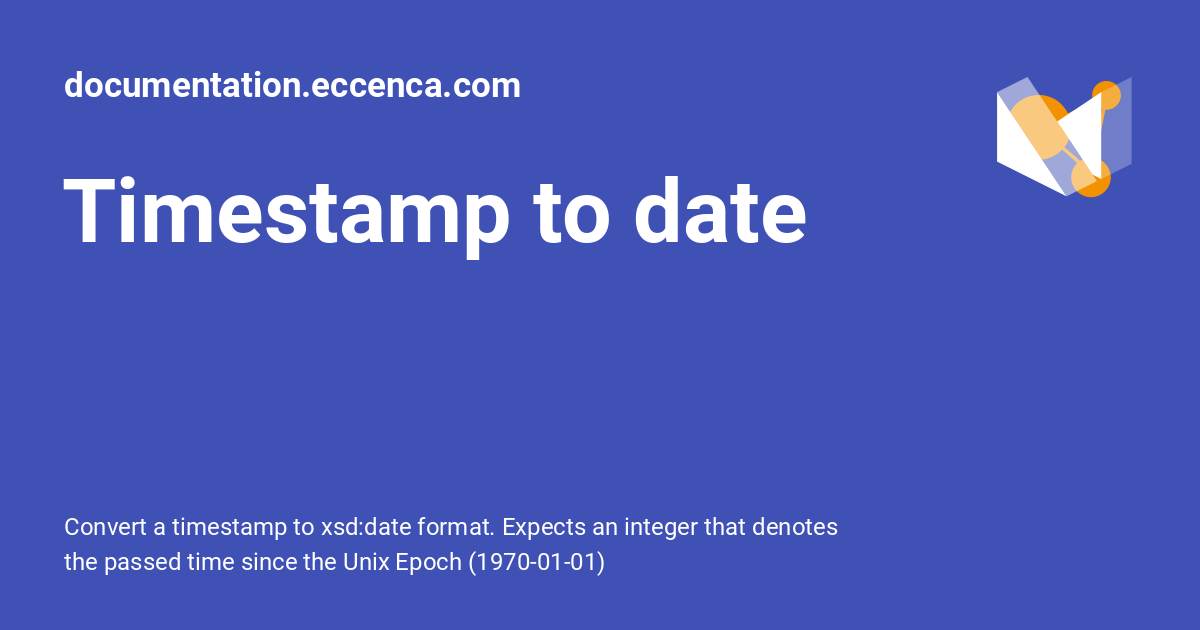 documentation.eccenca.com
Timestamp to date
Convert a timestamp to xsd:date format. Expects an integer that denotes
the passed time since the Unix Epoch (1970-01-01)